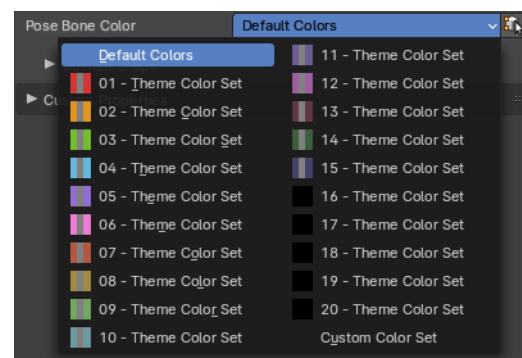 Pose Bone Color
Default Colors
Default Colors
01 - Theme Color Set
02 - Theme Color Set
03 - Theme Color Set
04 - Theme Color Set
05 - Theme Color Set
06 - Theme Color Set
07 - Theme Color Set
08 - Theme Color Set
09 - Theme Color Set
10 - Theme Color Set
11 - Theme Color Set
12 - Theme Color Set
13 - Theme Color Set
14 - Theme Color Set
15 - Theme Color Set
16 - Theme Color Set
17 - Theme Color Set
18 - Theme Color Set
19 - Theme Color Set
20 - Theme Color Set
Custom Color Set